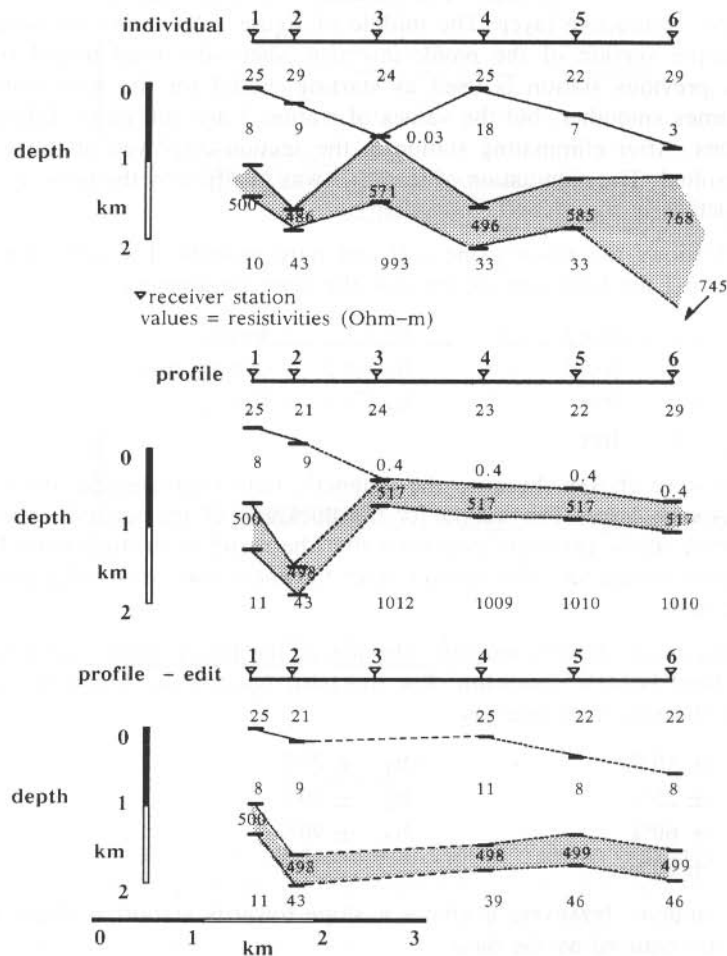 individual 1 2 3 4 5 6
0 25 29 24 25 22 29
8 9 0.03 18 7 3
depth 1
500 486 571 496 585 768
km
2
10 43 993 33 33 745
receiver station
values = resistivities (Ohm-m)
1 2 3 4 5 6
profile
25 21 24 23 22 29
0
8 9 0.4 0.4 0.4 0.4
500 517 517 517 517
depth 1
498
km
2 11 43 1012 1009 1010 1010
profile - edit 1 2 3 4 5 6
25 21 25 22 22
0
8 9 11 8 8
depth 1
500 498 498 499 499
km
2
11 43 39 46 46
0 1 2 3
km